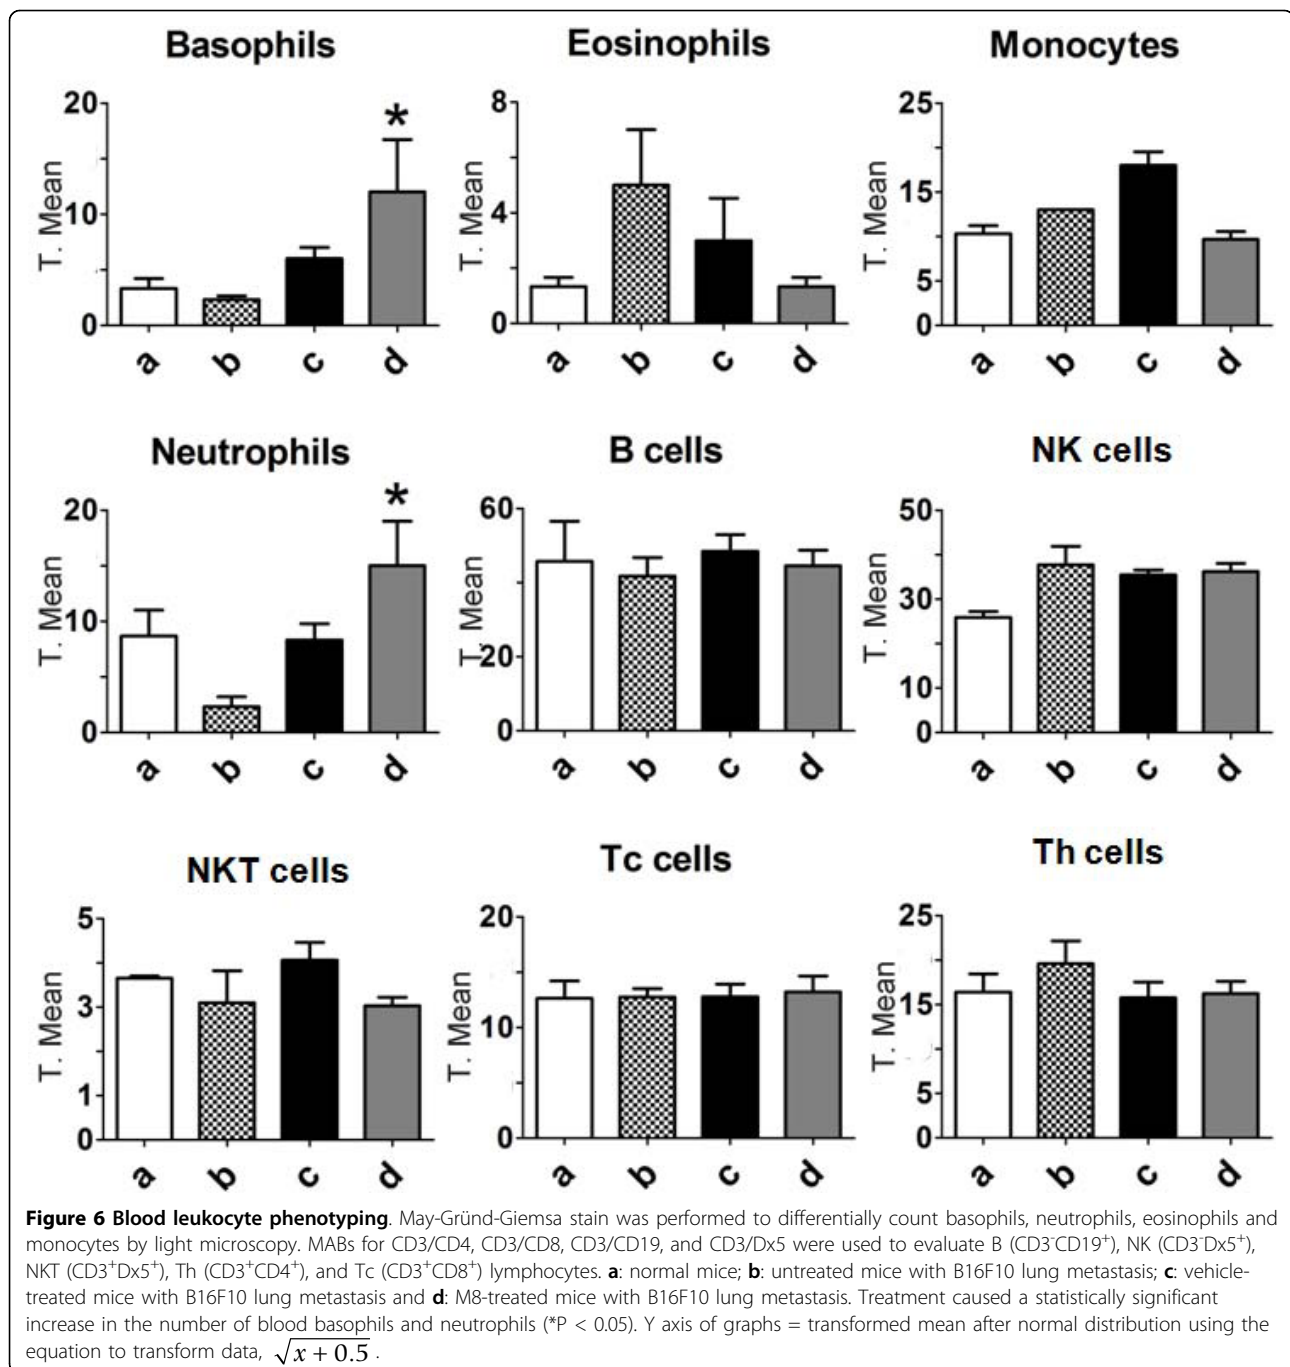 Basophils
Eosinophils
Monocytes
20
10
0
T. Mean
*
a
b
c
d
8
4
0
T. Mean
a
b
c
d
25
15
5
0
T. Mean
a
b
c
d
Neutrophils
B cells
NK cells
20
10
0
T. Mean
*
a
b
c
d
60
20
0
T. Mean
a
b
c
d
50
30
10
0
T. Mean
a
b
c
d
NKT cells
Tc cells
Th cells
5
3
1
0
T. Mean
a
b
c
d
20
10
0
T. Mean
a
b
c
d
25
15
5
0
T. Mean
a
b
c
d
Figure 6 Blood leukocyte phenotyping. May-Gründ-Giemsa stain was performed to differentially count basophils, neutrophils, eosinophils and
monocytes by light microscopy. MABs for CD3/CD4, CD3/CD8, CD3/CD19, and CD3/Dx5 were used to evaluate B (CD3⁻CD19⁺), NK (CD3⁻Dx5⁺),
NKT (CD3⁺Dx5⁺), Th (CD3⁺CD4⁺), and Tc (CD3⁺CD8⁺) lymphocytes. a: normal mice; b: untreated mice with B16F10 lung metastasis; c: vehicle-
treated mice with B16F10 lung metastasis and d: M8-treated mice with B16F10 lung metastasis. Treatment caused a statistically significant
increase in the number of blood basophils and neutrophils (*P < 0.05). Y axis of graphs = transformed mean after normal distribution using the
equation to transform data, √(x + 0.5) .